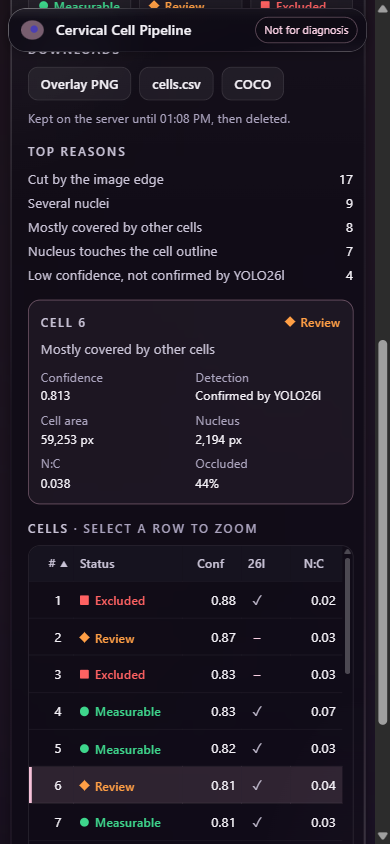 Measurable Review Excluded
Cervical Cell Pipeline Not for diagnosis
DOWNLOADS
Overlay PNG cells.csv COCO
Kept on the server until 01:08 PM, then deleted.
TOP REASONS
Cut by the image edge 17
Several nuclei 9
Mostly covered by other cells 8
Nucleus touches the cell outline 7
Low confidence, not confirmed by YOLO26l 4
CELL 6 Review
Mostly covered by other cells
Confidence Detection
0.813 Confirmed by YOLO26l
Cell area Nucleus
59,253 px 2,194 px
N:C Occluded
0.038 44%
CELLS · SELECT A ROW TO ZOOM
# ▲ Status Conf 26l N:C
1 Excluded 0.88 ✓ 0.02
2 Review 0.87 – 0.03
3 Excluded 0.83 – 0.03
4 Measurable 0.83 ✓ 0.07
5 Measurable 0.82 ✓ 0.03
6 Review 0.81 ✓ 0.04
7 Measurable 0.81 ✓ 0.03